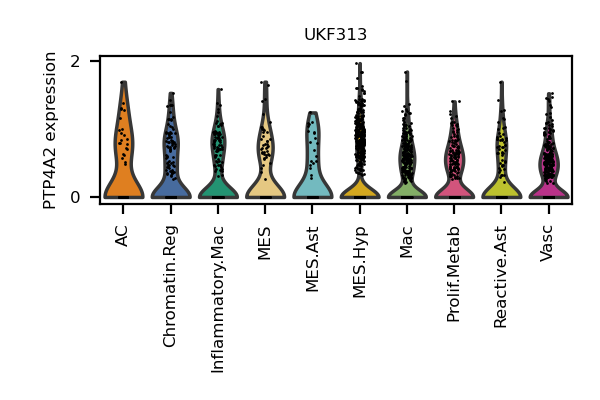 UKF313
PTP4A2 expression
2
0
AC
Chromatin.Reg
Inflammatory.Mac
MES
MES.Ast
MES.Hyp
Mac
Prolif.Metab
Reactive.Ast
Vasc